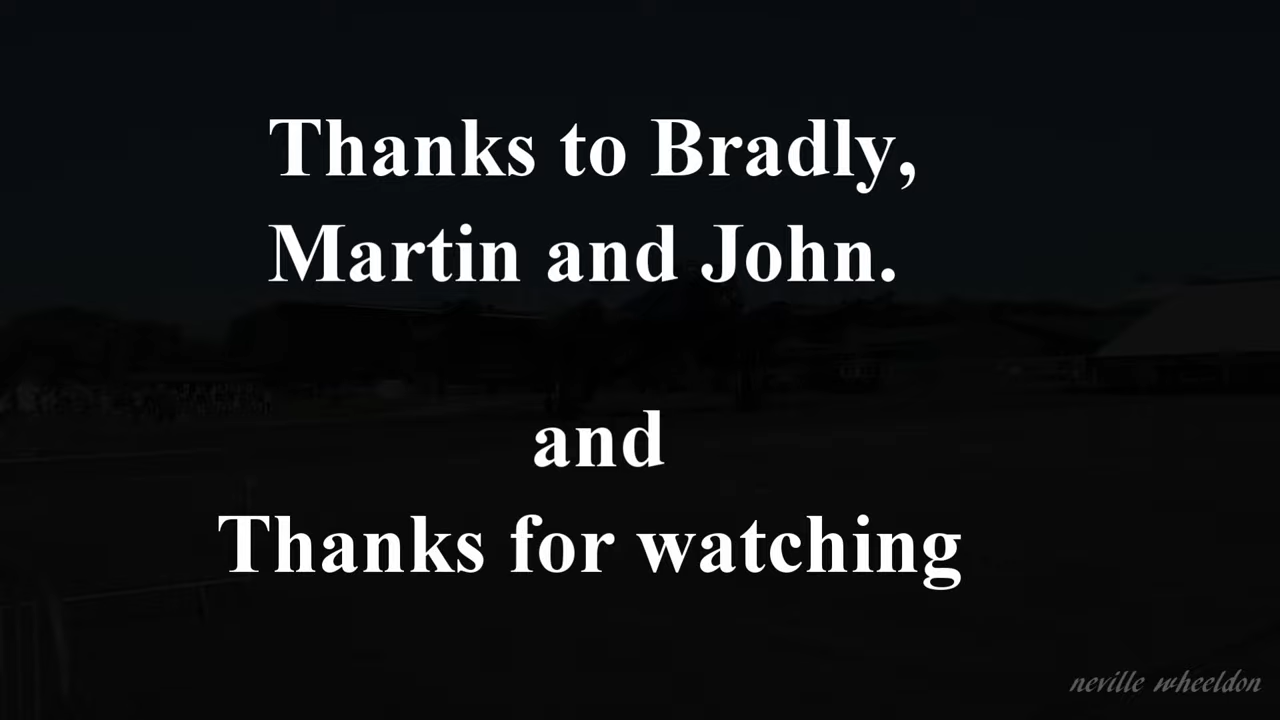 Thanks to Bradly,
Martin and John.
and
Thanks for watching
neville wheeldon